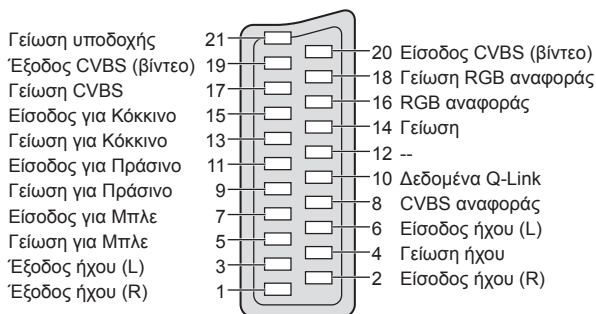 Γείωση υποδοχής 21
Έξοδος CVBS (βίντεο) 19
Γείωση CVBS 17
Είσοδος για Κόκκινο 15
Γείωση για Κόκκινο 13
Είσοδος για Πράσινο 11
Γείωση για Πράσινο 9
Είσοδος για Μπλε 7
Γείωση για Μπλε 5
Έξοδος ήχου (L) 3
Έξοδος ήχου (R) 1
20 Είσοδος CVBS (βίντεο)
18 Γείωση RGB αναφοράς
16 RGB αναφοράς
14 Γείωση
12 --
10 Δεδομένα Q-Link
8 CVBS αναφοράς
6 Είσοδος ήχου (L)
4 Γείωση ήχου
2 Είσοδος ήχου (R)